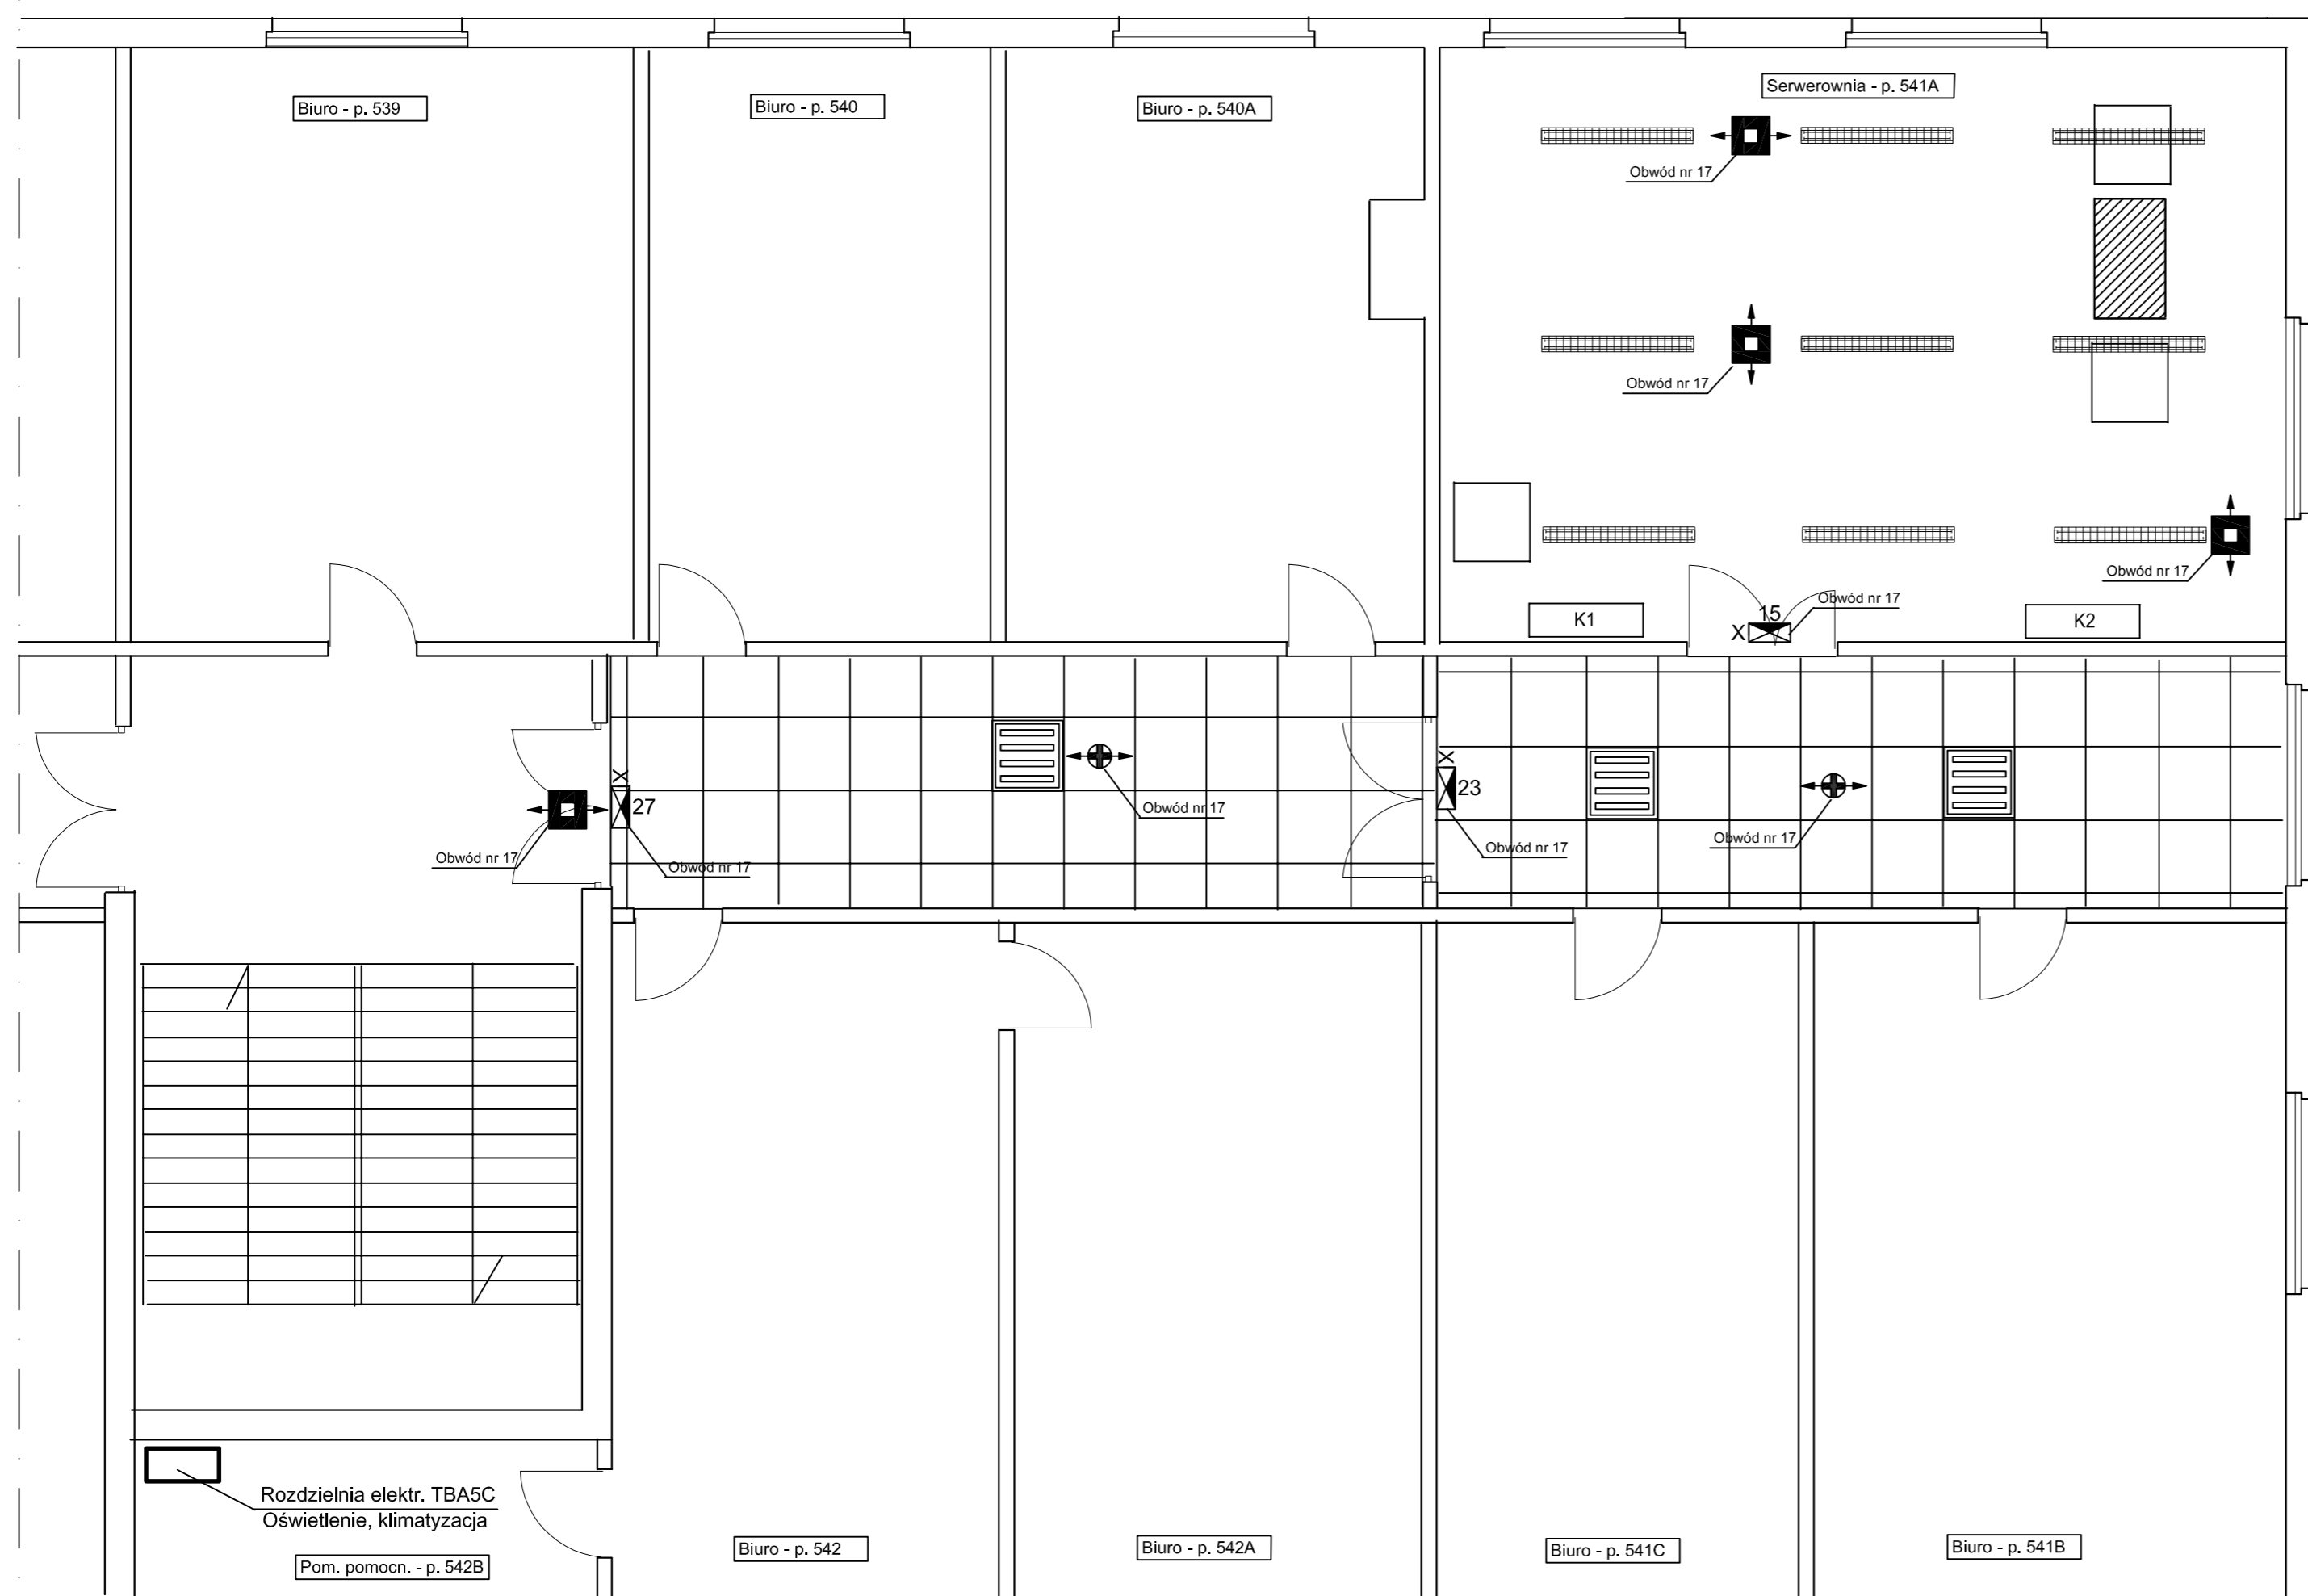 Biuro - p. 539
Biuro - p. 540
Biuro - p. 540A
Serwerownia - p. 541A
Obwód nr 17
Obwód nr 17
Obwód nr 17
Obwód nr 17
15
X
K1
K2
X
27
X
23
Obwód nr 17
Obwód nr 17
Obwód nr 17
Obwód nr 17
Obwód nr 17
Rozdzielnia elektr. TBA5C
Oświetlenie, klimatyzacja
Pom. pomocn. - p. 542B
Biuro - p. 542
Biuro - p. 542A
Biuro - p. 541C
Biuro - p. 541B